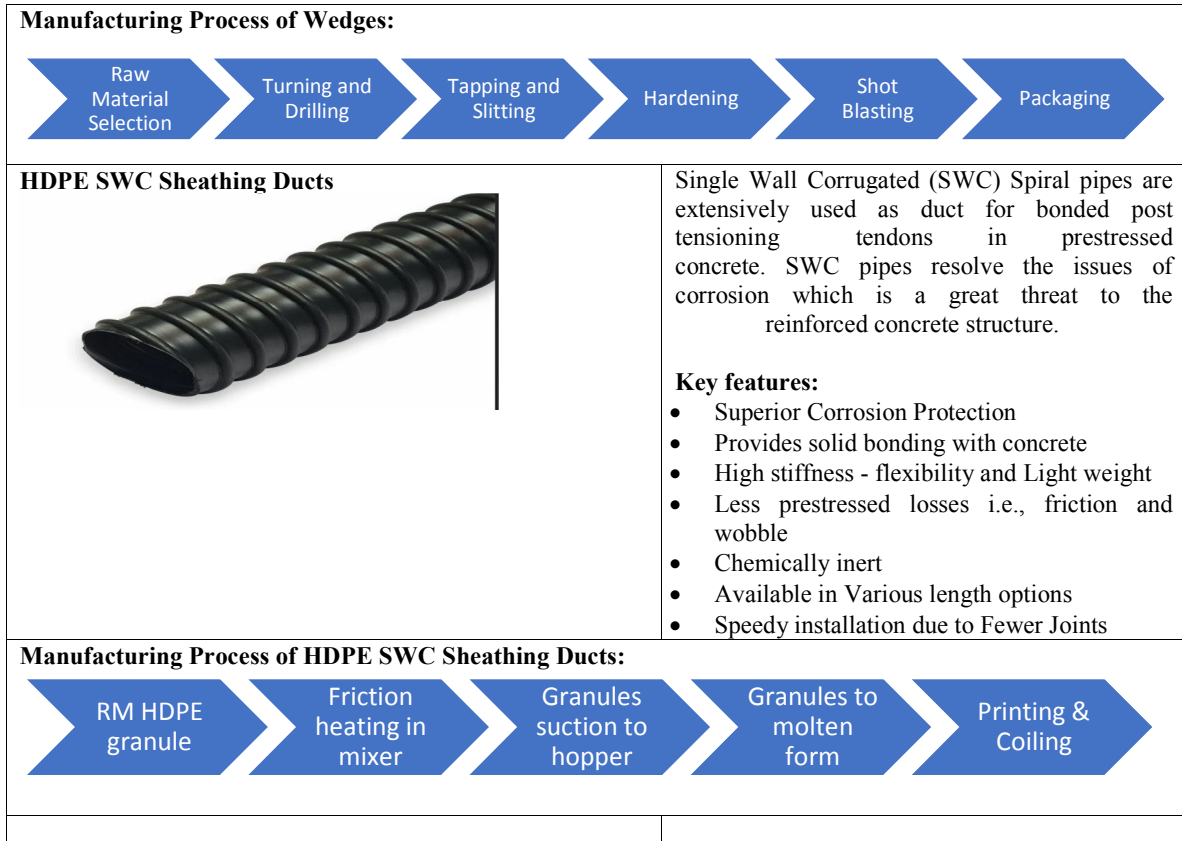 Manufacturing Process of Wedges:
Raw
Material
Selection
Turning and
Drilling
Tapping and
Slitting
Hardening
Shot
Blasting
Packaging
HDPE SWC Sheathing Ducts
Single Wall Corrugated (SWC) Spiral pipes are
extensively used as duct for bonded post
tensioning tendons in prestressed
concrete. SWC pipes resolve the issues of
corrosion which is a great threat to the
reinforced concrete structure.
Key features:
• Superior Corrosion Protection
• Provides solid bonding with concrete
• High stiffness - flexibility and Light weight
• Less prestressed losses i.e., friction and
wobble
• Chemically inert
• Available in Various length options
• Speedy installation due to Fewer Joints
Manufacturing Process of HDPE SWC Sheathing Ducts:
RM HDPE
granule
Friction
heating in
mixer
Granules
suction to
hopper
Granules to
molten
form
Printing &
Coiling